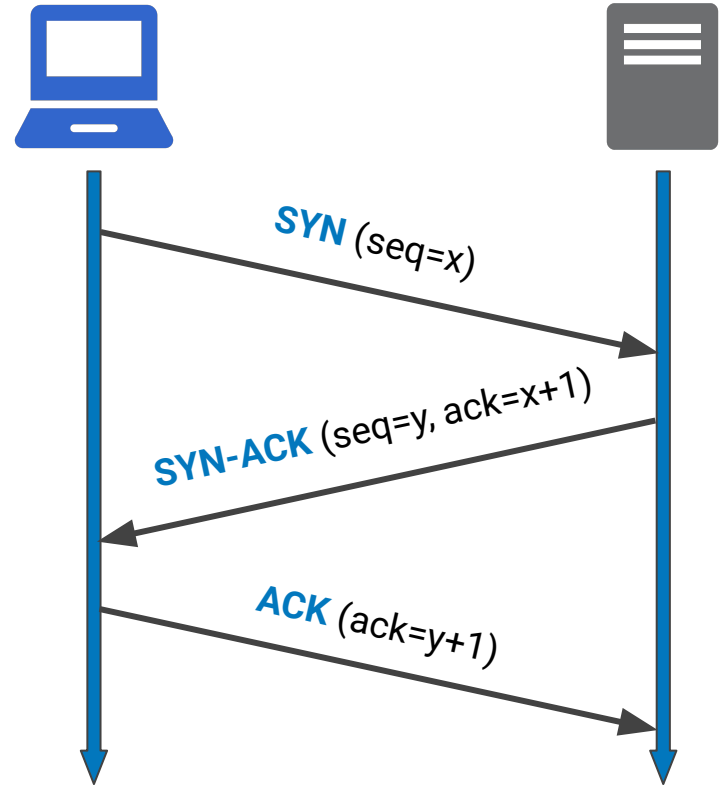 SYN (seq=x)
SYN-ACK (seq=y, ack=x+1)
ACK (ack=y+1)